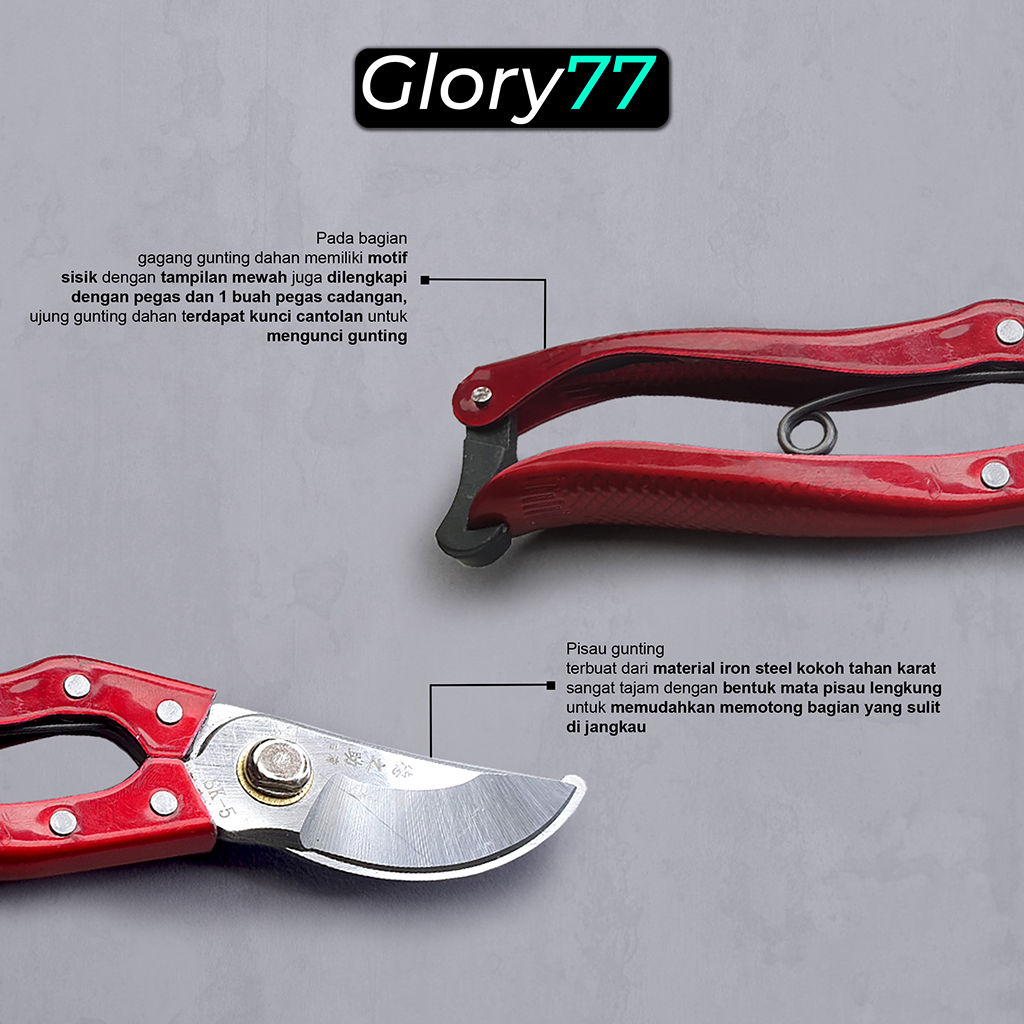 Glory77
Pada bagian
gagang gunting dahan memiliki motif
sisik dengan tampilan mewah juga dilengkapi
dengan pegas dan 1 buah pegas cadangan,
ujung gunting dahan terdapat kunci cantolan untuk
mengunci gunting
Pisau gunting
terbuat dari material iron steel kokoh tahan karat
sangat tajam dengan bentuk mata pisau lengkung
untuk memudahkan memotong bagian yang sulit
di jangkau